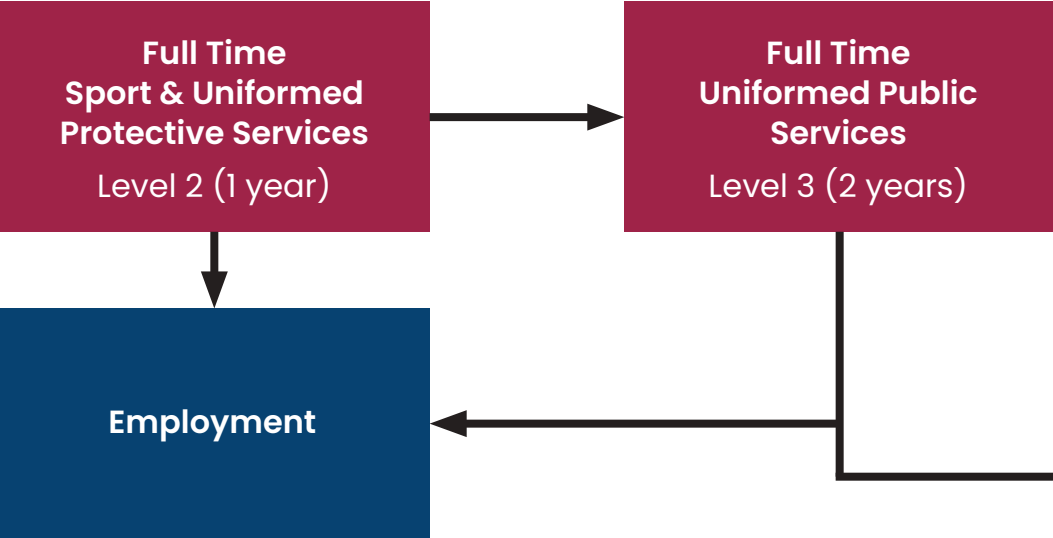 Full Time
Sport & Uniformed
Protective Services
Level 2 (1 year)
Full Time
Uniformed Public
Services
Level 3 (2 years)
Employment